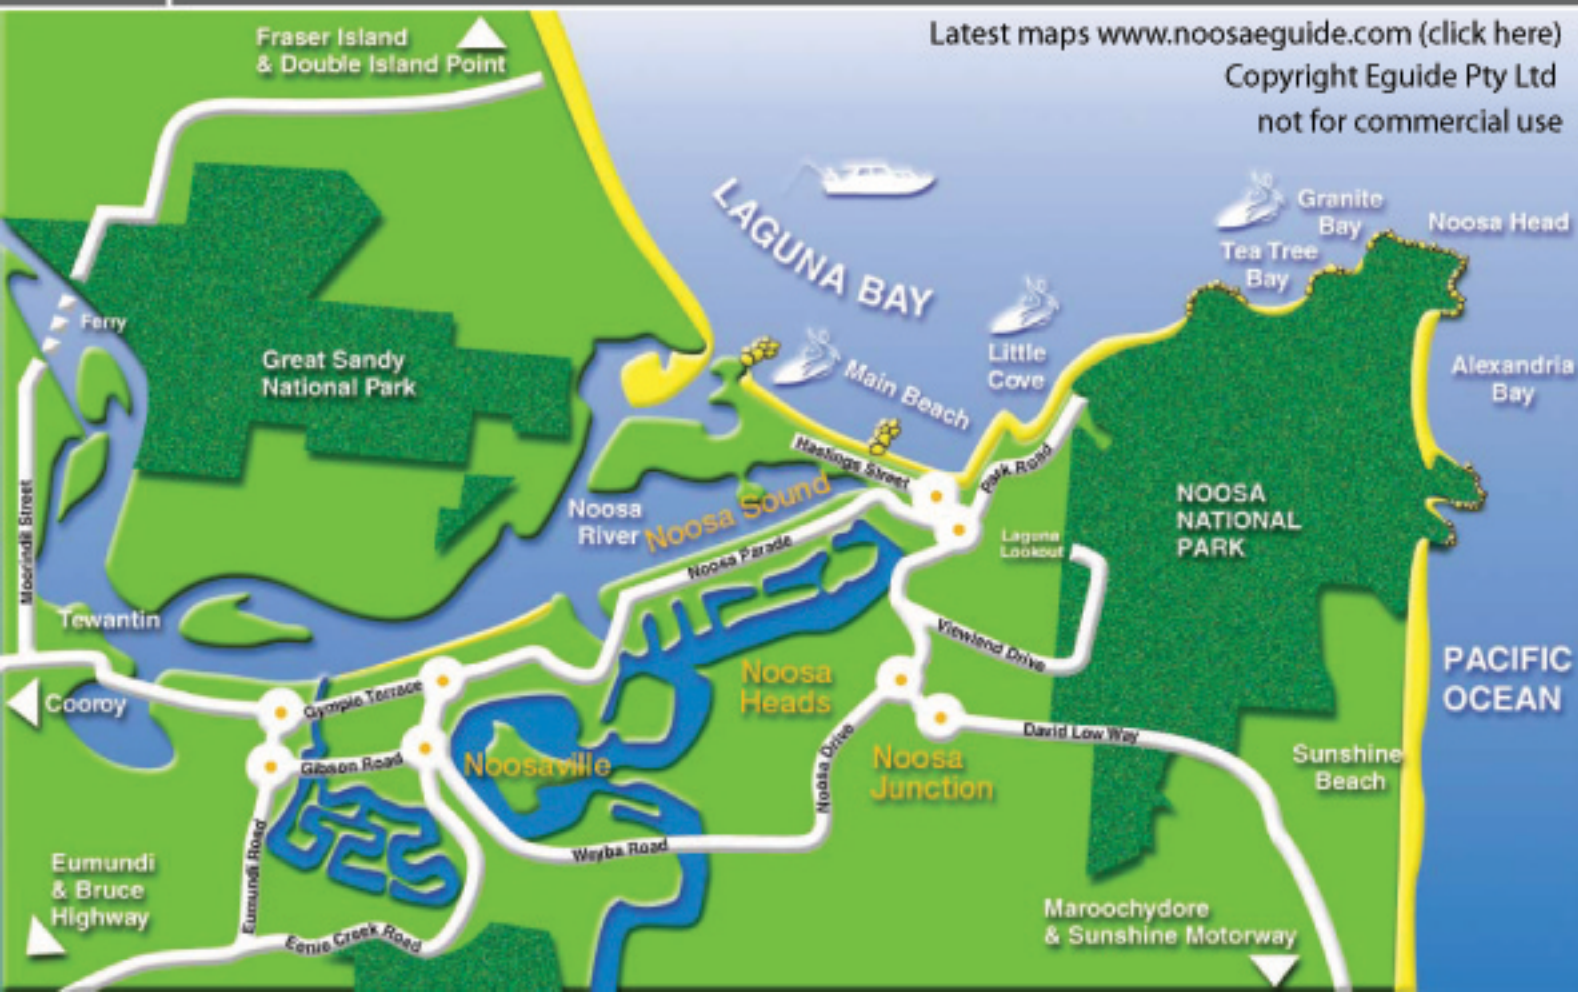 Latest maps www.noosaeguide.com (click here)
Copyright Eguide Pty Ltd
not for commercial use
Fraser Island
& Double Island Point
LAGUNA BAY
Granite
Bay
Noosa Head
Tea Tree
Bay
Ferry
Great Sandy
National Park
Main Beach
Little
Cove
Alexandria
Bay
Hastings Street
Park Road
Moorindil Street
Noosa
River
Noosa Sound
Noosa Parade
Laguna
Lookout
NOOSA
NATIONAL
PARK
Tewantin
Viewland Drive
PACIFIC
OCEAN
Cooroy
Gympie Terrace
Noosa
Heads
David Low Way
Gibson Road
Noosaville
Noosa Drive
Noosa
Junction
Sunshine
Beach
Eumundi Road
Weyba Road
Eumundi
& Bruce
Highway
Eenie Creek Road
Maroochydore
& Sunshine Motorway